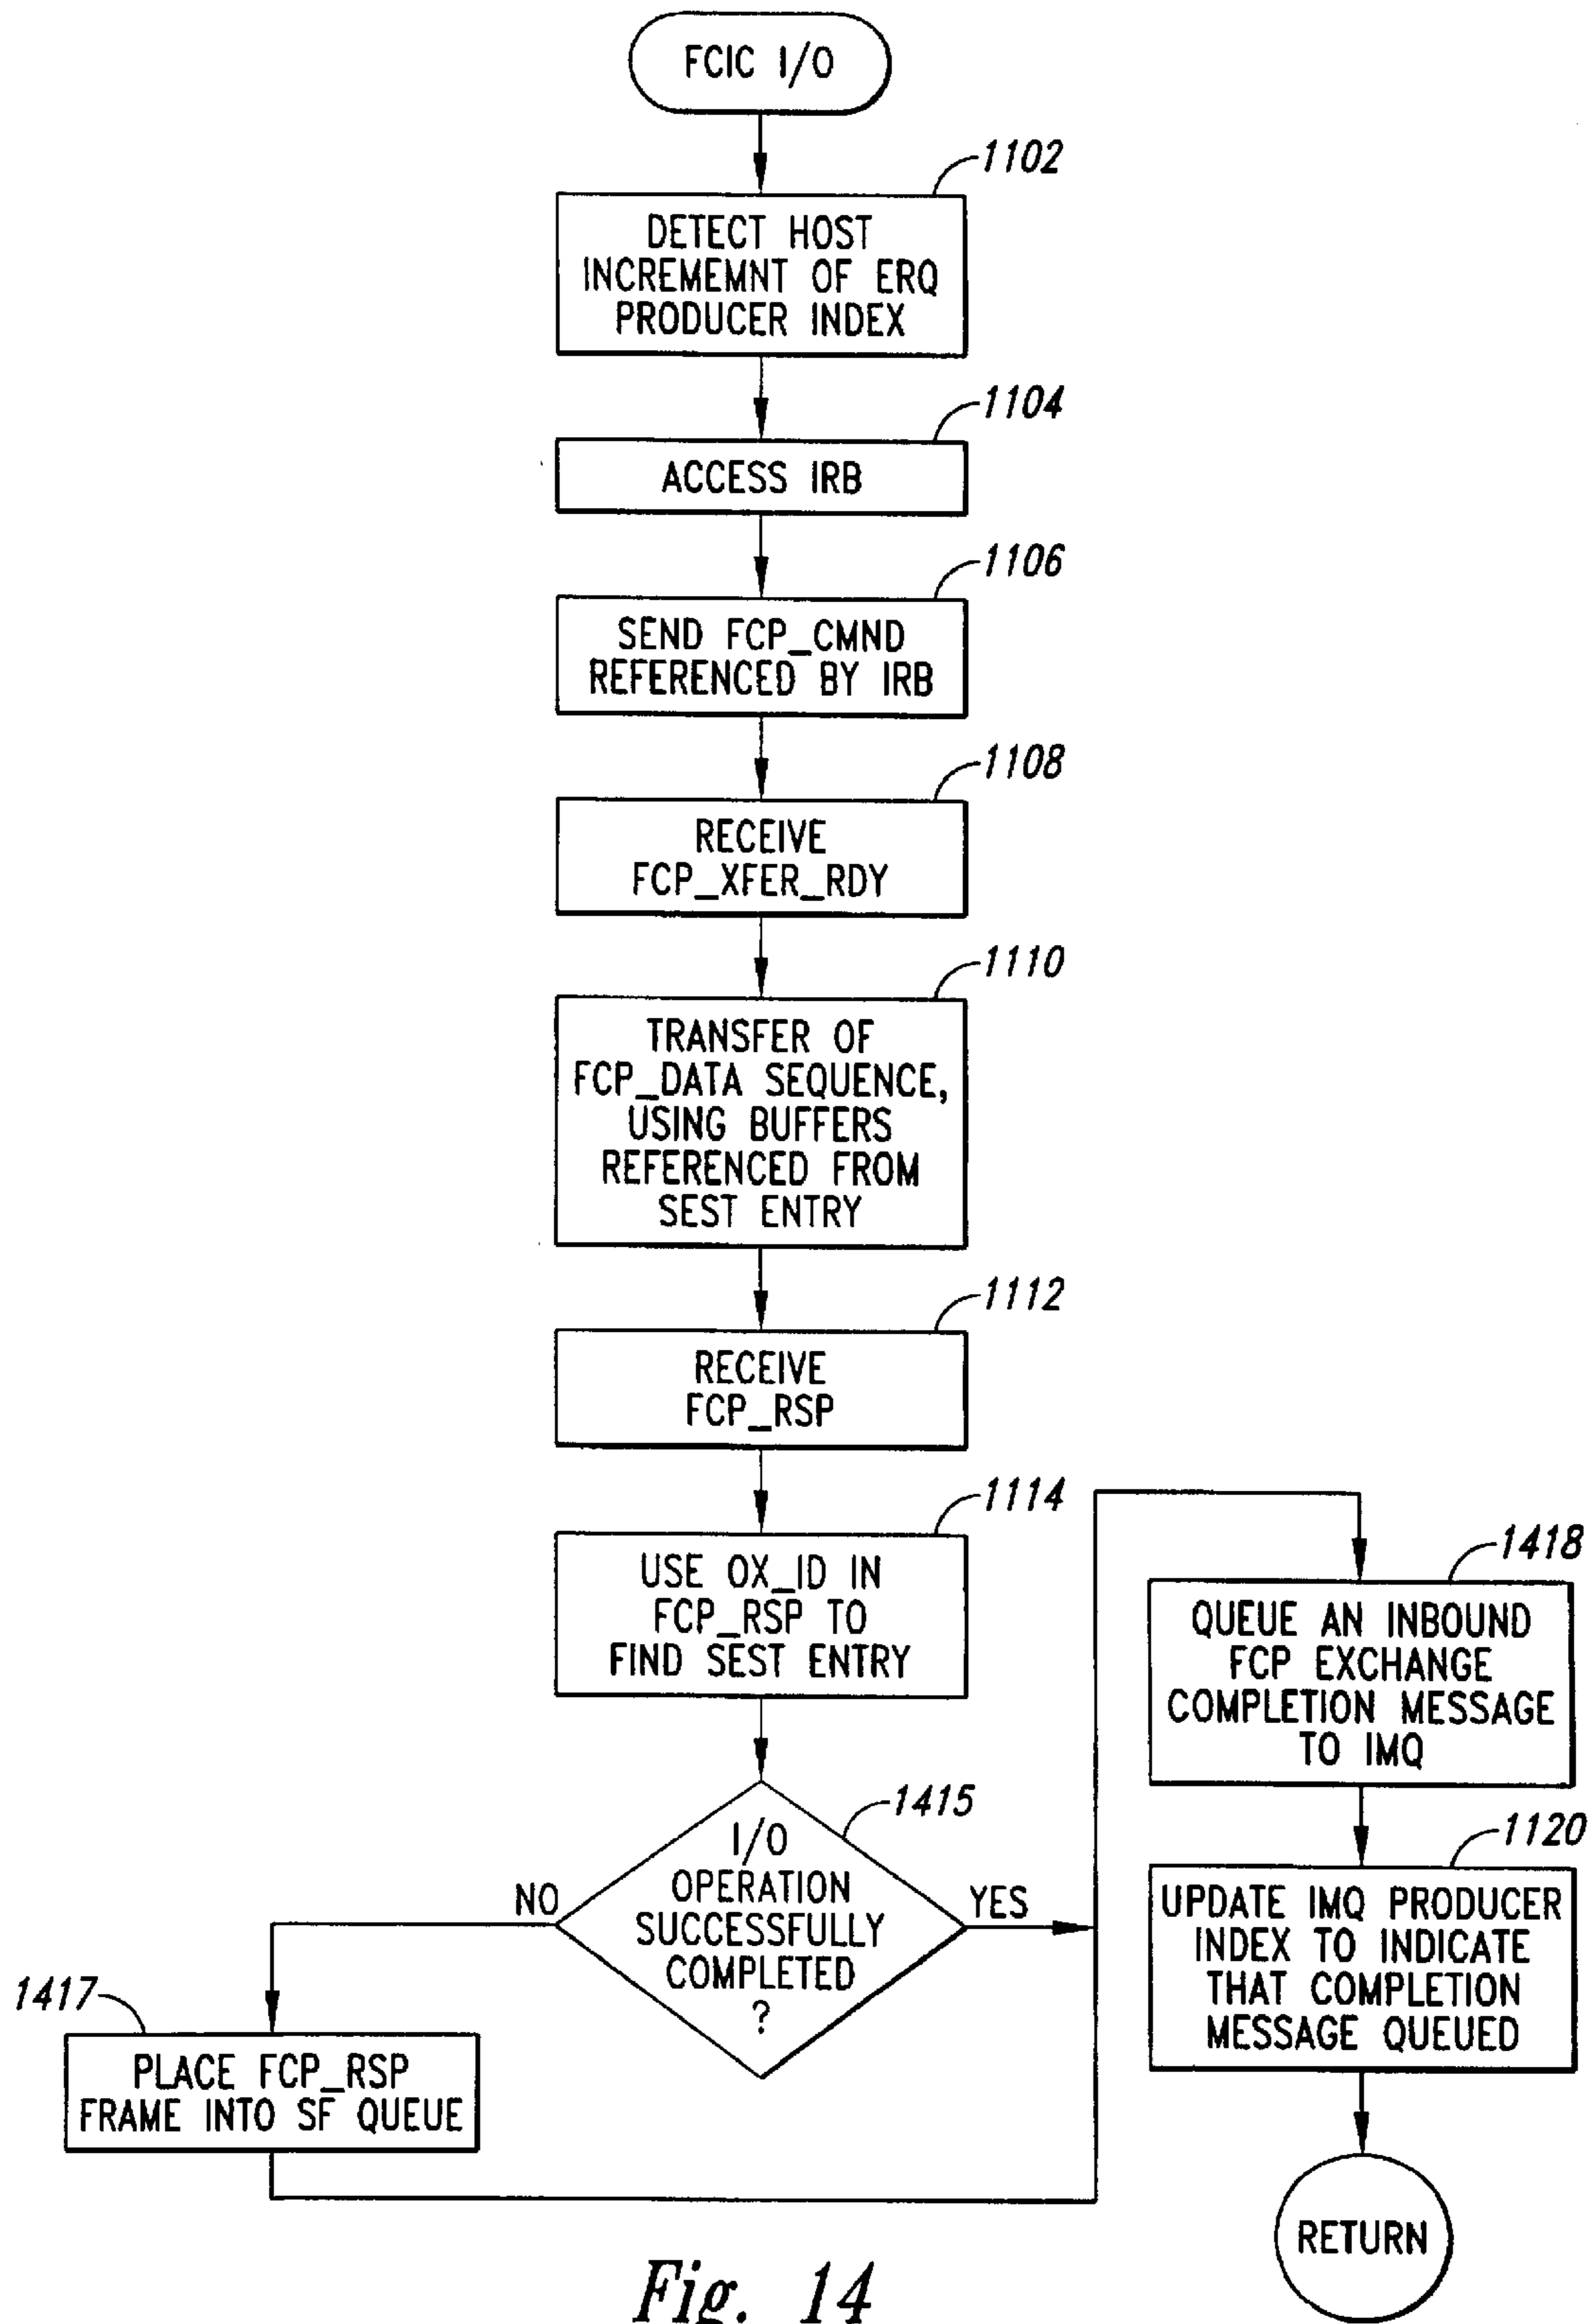 FCIC I/O
1102
DETECT HOST
INCREMEMNT OF ERQ
PRODUCER INDEX
1104
ACCESS IRB
1106
SEND FCP_CMND
REFERENCED BY IRB
1108
RECEIVE
FCP_XFER_RDY
1110
TRANSFER OF
FCP_DATA SEQUENCE,
USING BUFFERS
REFERENCED FROM
SEST ENTRY
1112
RECEIVE
FCP_RSP
1114
USE OX_ID IN
FCP_RSP TO
FIND SEST ENTRY
1415
I/O
OPERATION
SUCCESSFULLY
COMPLETED
?
NO
YES
1417
PLACE FCP_RSP
FRAME INTO SF QUEUE
1418
QUEUE AN INBOUND
FCP EXCHANGE
COMPLETION MESSAGE
TO IMQ
1120
UPDATE IMQ PRODUCER
INDEX TO INDICATE
THAT COMPLETION
MESSAGE QUEUED
RETURN
Fig. 14